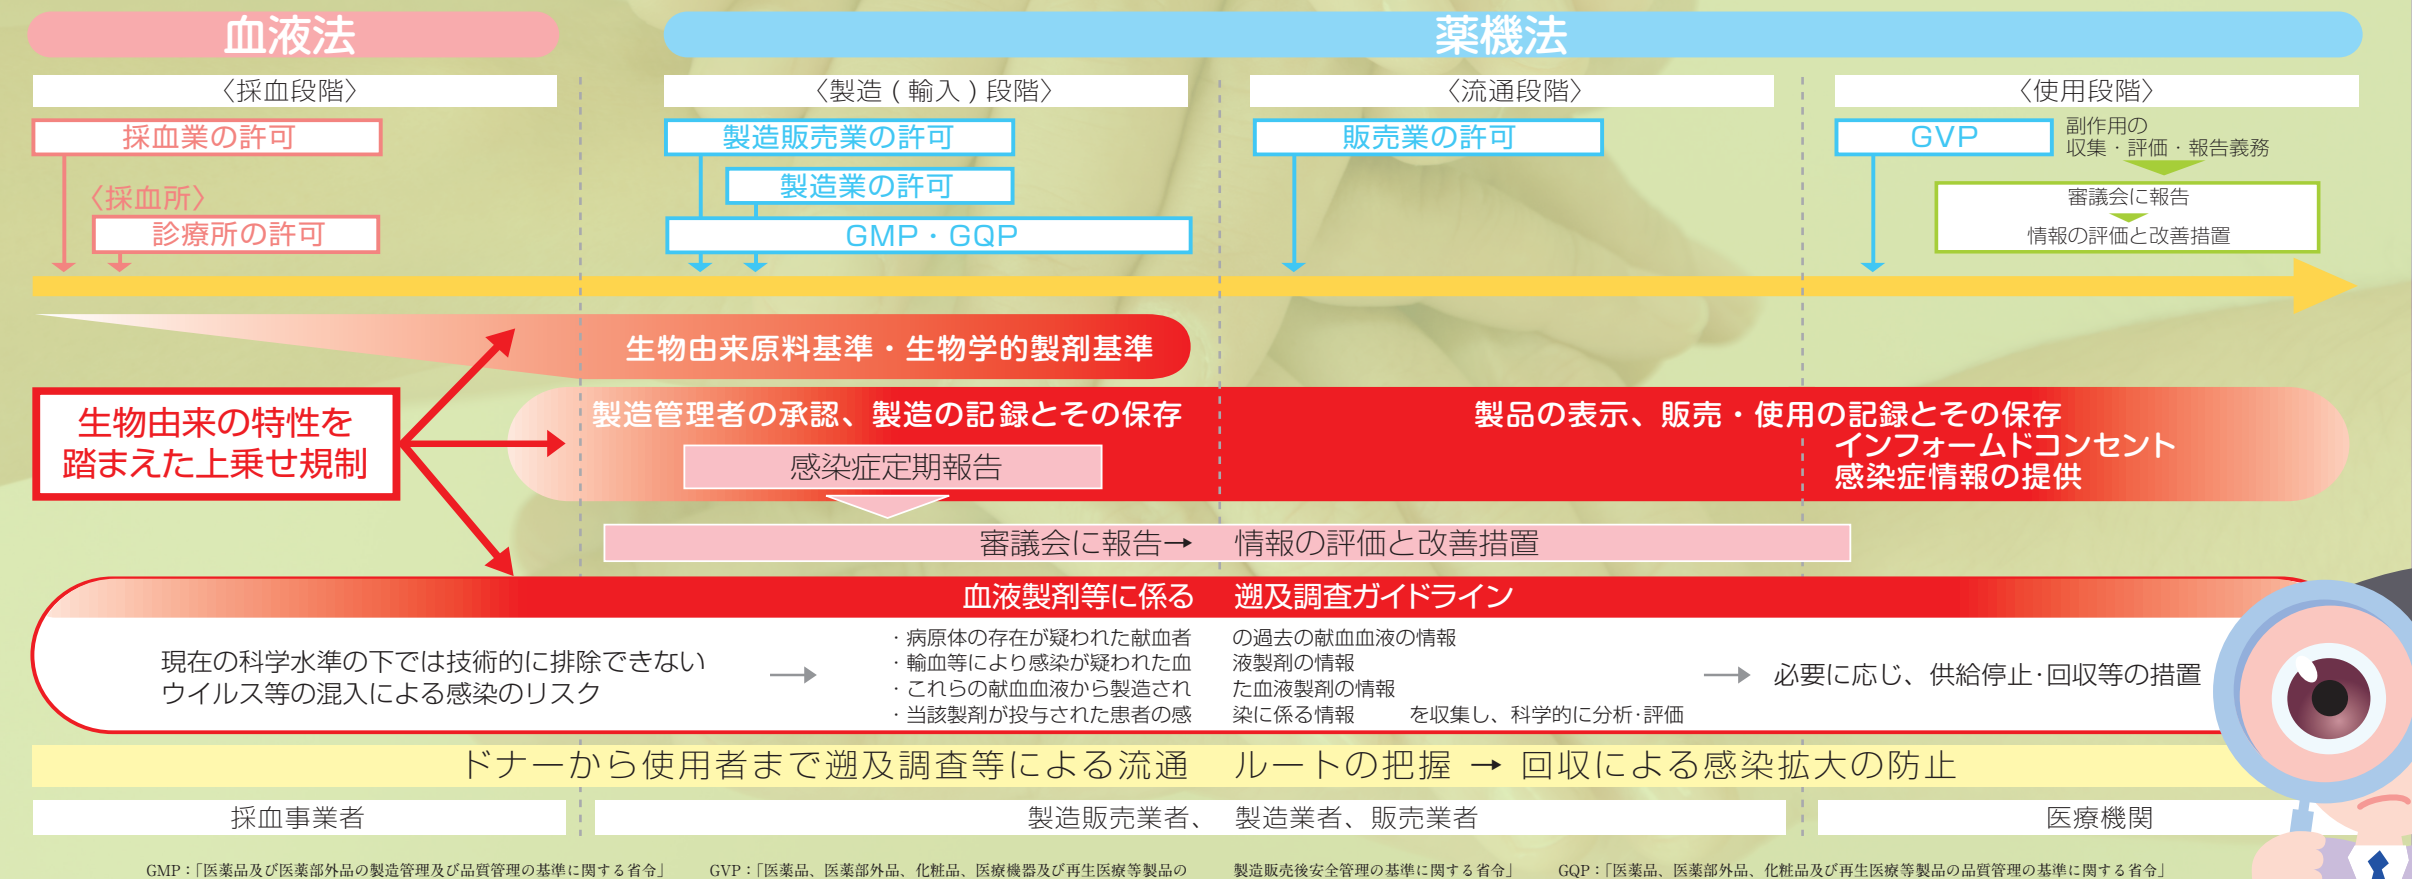 血液法
薬機法
〈採血段階〉
〈製造(輸入)段階〉
〈流通段階〉
〈使用段階〉
採血業の許可
〈採血所〉
診療所の許可
製造販売業の許可
製造業の許可
GMP・GQP
販売業の許可
GVP
副作用の
収集・評価・報告義務
審議会に報告
情報の評価と改善措置
生物由来原料基準・生物学的製剤基準
生物由来の特性を
踏まえた上乗せ規制
製造管理者の承認、製造の記録とその保存
製品の表示、販売・使用の記録とその保存
インフォームドコンセント
感染症情報の提供
感染症定期報告
審議会に報告→ 情報の評価と改善措置
血液製剤等に係る 遡及調査ガイドライン
現在の科学水準の下では技術的に排除できない
ウイルス等の混入による感染のリスク
→
・病原体の存在が疑われた献血者 の過去の献血血液の情報
・輸血等により感染が疑われた血 液製剤の情報
・これらの献血血液から製造され た血液製剤の情報
・当該製剤が投与された患者の感 染に係る情報 を収集し、科学的に分析・評価
→ 必要に応じ、供給停止・回収等の措置
ドナーから使用者まで遡及調査等による流通 ルートの把握 → 回収による感染拡大の防止
採血事業者
製造販売業者、 製造業者、販売業者
医療機関
GMP：「医薬品及び医薬部外品の製造管理及び品質管理の基準に関する省令」 GVP：「医薬品、医薬部外品、化粧品、医療機器及び再生医療等製品の 製造販売後安全管理の基準に関する省令」 GQP：「医薬品、医薬部外品、化粧品及び再生医療等製品の品質管理の基準に関する省令」